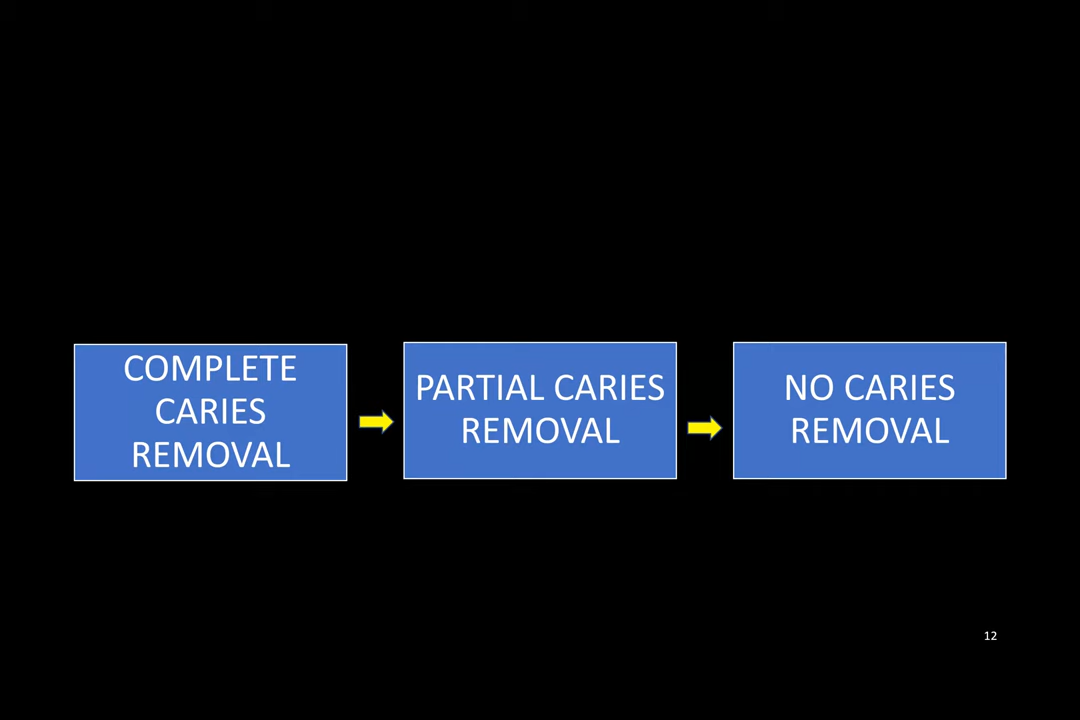 COMPLETE
CARIES
REMOVAL
PARTIAL CARIES
REMOVAL
NO CARIES
REMOVAL
12